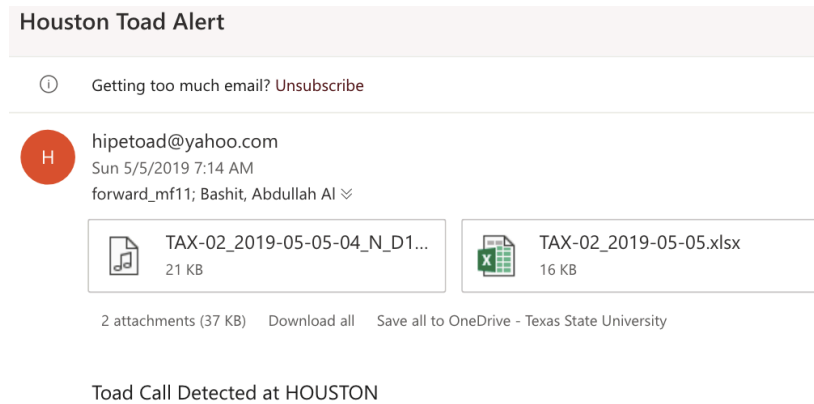 Houston Toad Alert
Getting too much email? Unsubscribe
H
hipetoad@yahoo.com
Sun 5/5/2019 7:14 AM
forward_mf11; Bashit, Abdullah Al
TAX-02_2019-05-05-04_N_D1...
21 KB
TAX-02_2019-05-05.xlsx
16 KB
2 attachments (37 KB) Download all Save all to OneDrive - Texas State University
Toad Call Detected at HOUSTON